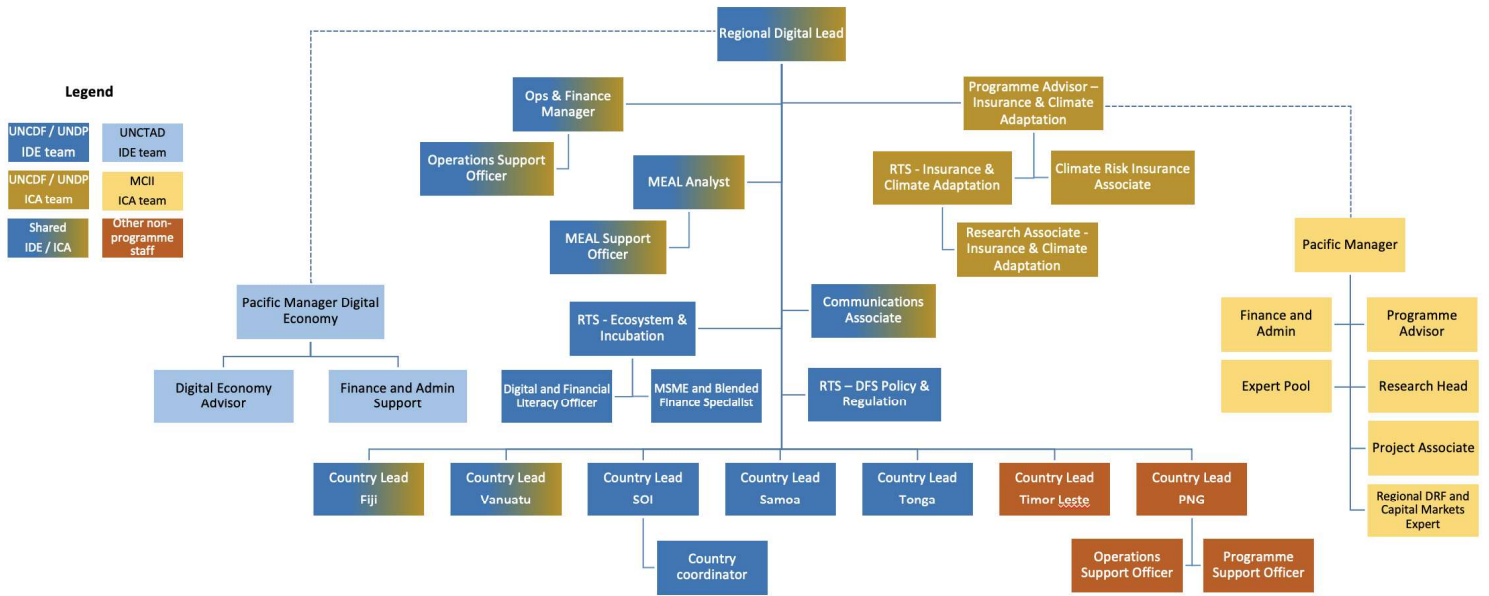 Regional Digital Lead
Legend
UNCDF / UNDP
IDE team
UNCTAD
IDE team
UNCDF / UNDP
ICA team
MCII
ICA team
Shared
IDE / ICA
Other non-
programme
staff
Ops & Finance
Manager
Operations Support
Officer
MEAL Analyst
MEAL Support
Officer
Programme Advisor –
Insurance & Climate
Adaptation
RTS - Insurance &
Climate Adaptation
Climate Risk Insurance
Associate
Research Associate -
Insurance & Climate
Adaptation
Pacific Manager
Finance and
Admin
Programme
Advisor
Expert Pool
Research Head
Project Associate
Regional DRF and
Capital Markets
Expert
Pacific Manager Digital
Economy
Digital Economy
Advisor
Finance and Admin
Support
Communications
Associate
RTS - Ecosystem &
Incubation
Digital and Financial
Literacy Officer
MSME and Blended
Finance Specialist
RTS – DFS Policy &
Regulation
Country Lead
Fiji
Country Lead
Vanuatu
Country Lead
SOI
Country Lead
Samoa
Country Lead
Tonga
Country Lead
Timor Leste
Country Lead
PNG
Country
coordinator
Operations
Support Officer
Programme
Support Officer